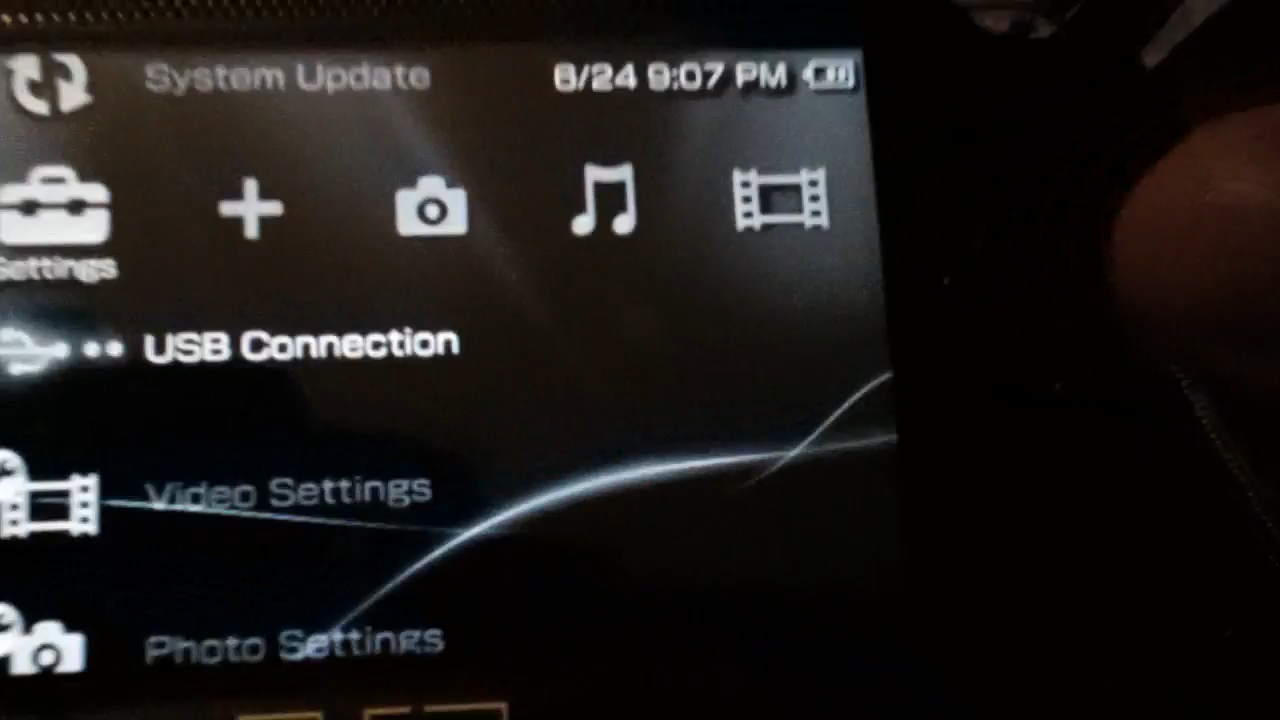 System Update
6/24 9:07 PM
Settings
USB Connection
Video Settings
Photo Settings